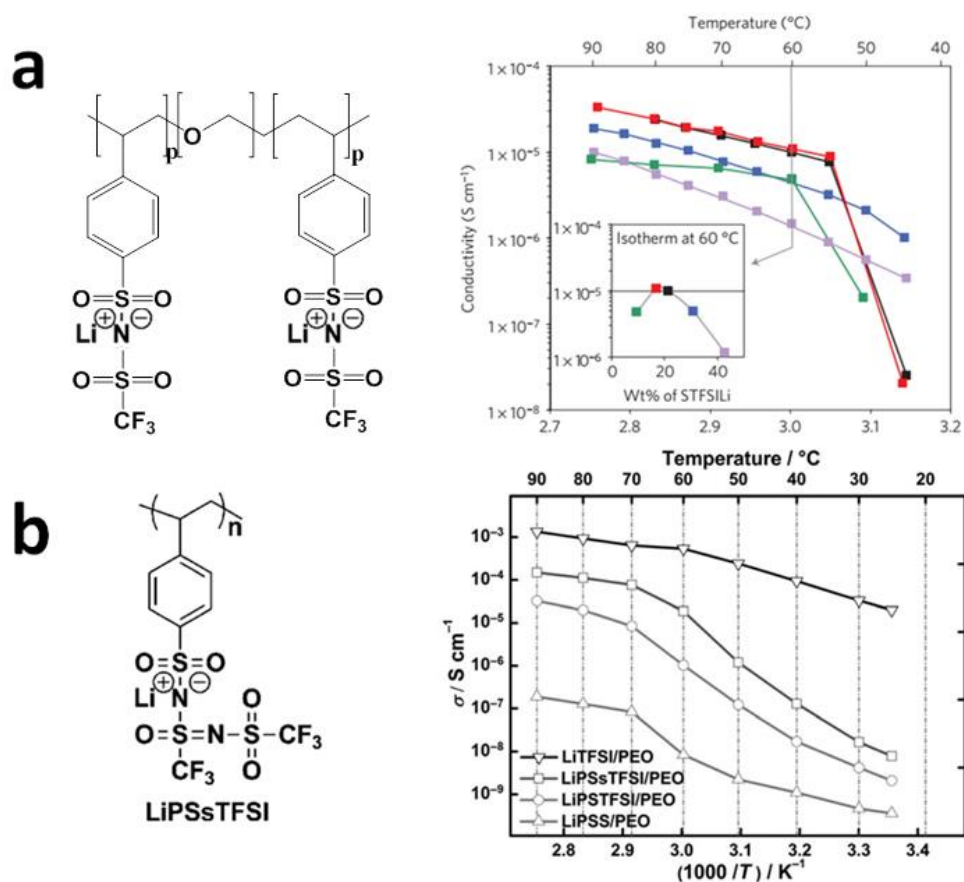 a
p
O
p
O=S=O
O=S=O
Li + N −
Li + N −
O=S=O
O=S=O
CF3
CF3
Temperature (°C)
90 80 70 60 50 40
1 × 10−4
1 × 10−5
1 × 10−6
1 × 10−7
1 × 10−8
Conductivity (S cm−1)
Isotherm at 60 °C
1×10−4
1×10−5
1×10−6
0 20 40
Wt% of STFSILi
2.7 2.8 2.9 3.0 3.1 3.2
b
n
O=S=O
Li + N −
O=S=N−S−CF3
O
O
CF3
LiPSsTFSI
Temperature / °C
90 80 70 60 50 40 30 20
10−3
10−4
10−5
10−6
10−7
10−8
10−9
σ / S cm−1
LiTFSI/PEO
LiPSsTFSI/PEO
LiPSTFSI/PEO
LiPSS/PEO
2.8 2.9 3.0 3.1 3.2 3.3 3.4
(1000 /T) / K−1